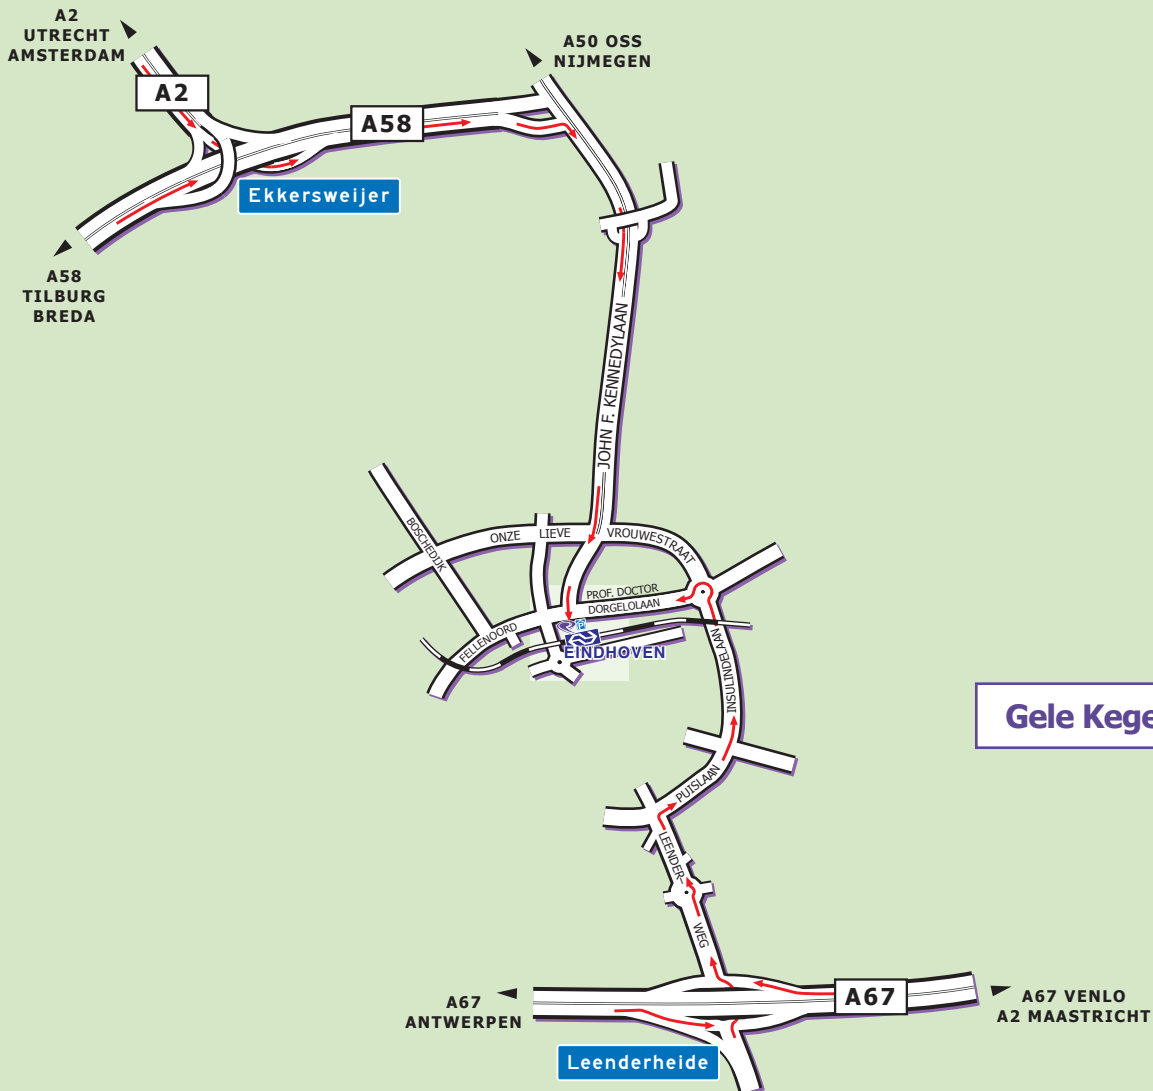 A2
UTRECHT
AMSTERDAM
A50 OSS
NIJMEGEN
A2
A58
Ekkersweijer
A58
TILBURG
BREDA
JOHN F. KENNEDYLAAN
BOSCHEDIJK
ONZE LIEVE VROUWESTRAAT
PROF. DOCTOR
DORGELOLAAN
FELLENOORD
P
EINDHOVEN
INSULINDELAAN
Gele Kege
PUISLAAN
LEENDER-
WEG
A67
A67
ANTWERPEN
A67 VENLO
A2 MAASTRICHT
Leenderheide